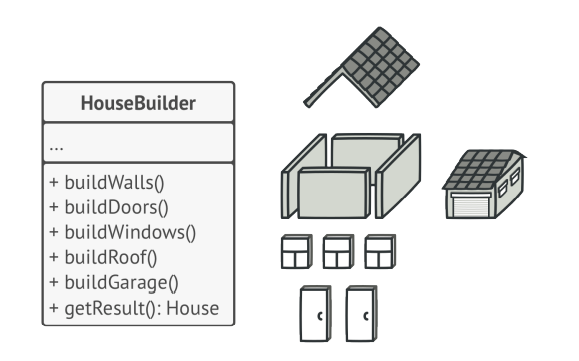 HouseBuilder
...
+ buildWalls()
+ buildDoors()
+ buildWindows()
+ buildRoof()
+ buildGarage()
+ getResult(): House